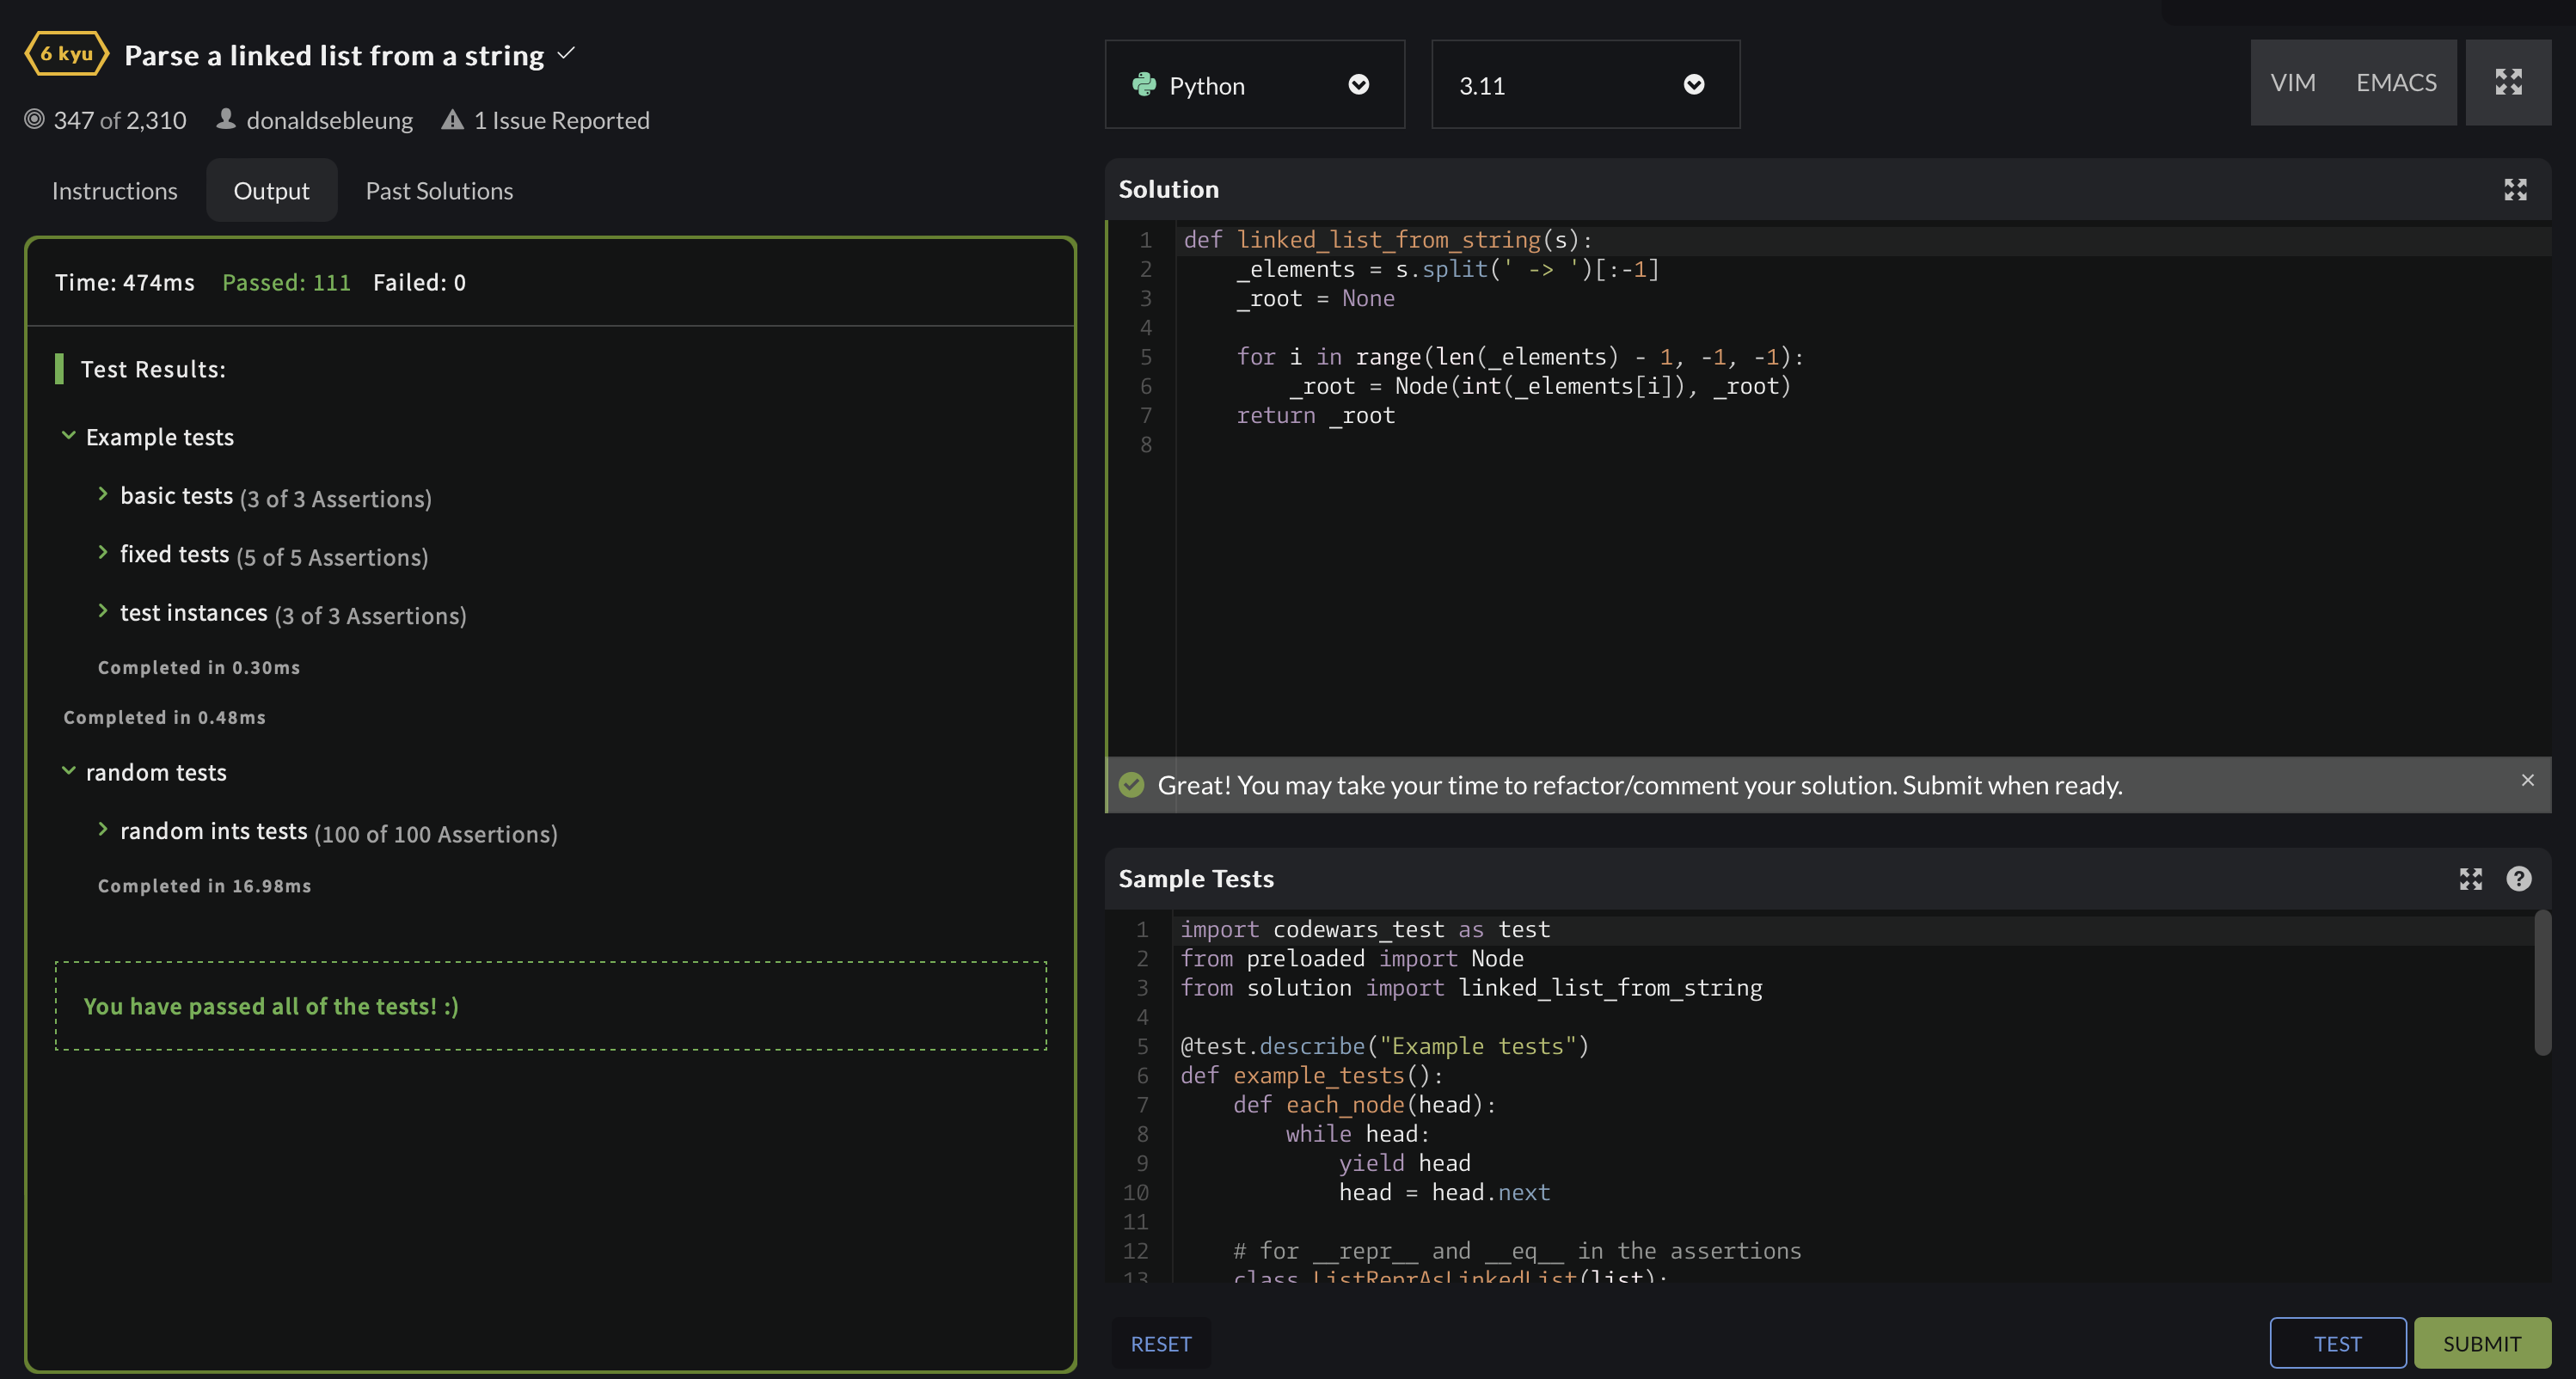 6 kyu Parse a linked list from a string
347 of 2,310 donaldsebleung 1 Issue Reported
Instructions Output Past Solutions
Time: 474ms Passed: 111 Failed: 0
Test Results:
Example tests
basic tests (3 of 3 Assertions)
fixed tests (5 of 5 Assertions)
test instances (3 of 3 Assertions)
Completed in 0.30ms
Completed in 0.48ms
random tests
random ints tests (100 of 100 Assertions)
Completed in 16.98ms
You have passed all of the tests! :)
Python 3.11 VIM EMACS
Solution
1 def linked_list_from_string(s):
2     _elements = s.split(' -> ')[:-1]
3     _root = None
4
5     for i in range(len(_elements) - 1, -1, -1):
6         _root = Node(int(_elements[i]), _root)
7     return _root
8
Great! You may take your time to refactor/comment your solution. Submit when ready.
Sample Tests
1 import codewars_test as test
2 from preloaded import Node
3 from solution import linked_list_from_string
4
5 @test.describe("Example tests")
6 def example_tests():
7     def each_node(head):
8         while head:
9             yield head
10             head = head.next
11
12     # for __repr__ and __eq__ in the assertions
13     class ListReprAsLinkedList(list):
RESET TEST SUBMIT